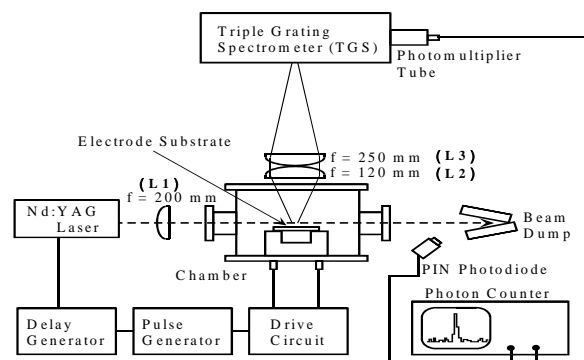 Triple Grating
Spectrometer (TGS)
Photomultiplier
Tube
Electrode Substrate
f = 250 mm (L3)
f = 120 mm (L2)
(L1)
f = 200 mm
Nd:YAG
Laser
Beam
Dump
Chamber
PIN Photodiode
Photon Counter
Delay
Generator
Pulse
Generator
Drive
Circuit